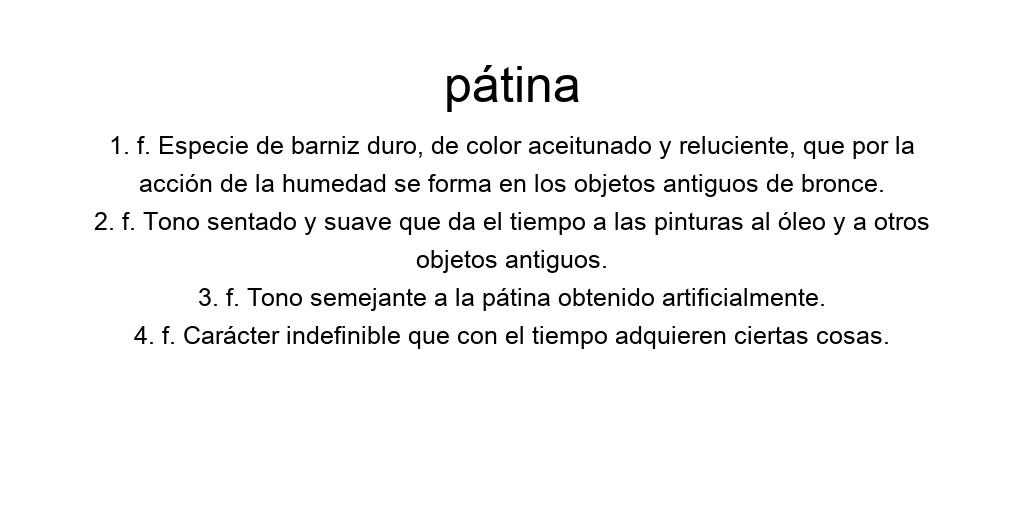 pátina
1. f. Especie de barniz duro, de color aceitunado y reluciente, que por la
acción de la humedad se forma en los objetos antiguos de bronce.
2. f. Tono sentado y suave que da el tiempo a las pinturas al óleo y a otros
objetos antiguos.
3. f. Tono semejante a la pátina obtenido artificialmente.
4. f. Carácter indefinible que con el tiempo adquieren ciertas cosas.